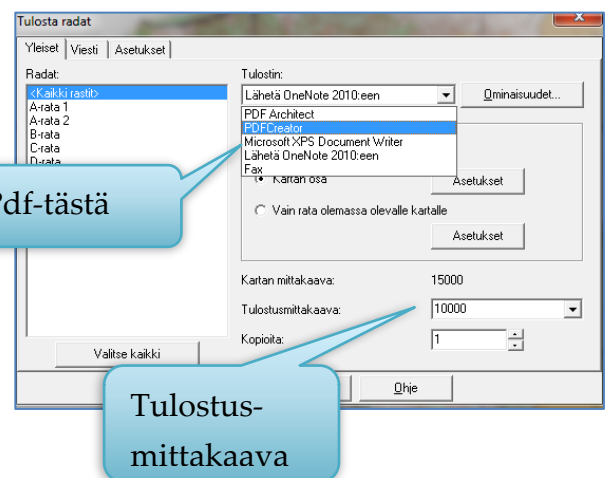 Tulosta radat
Yleiset Viesti Asetukset
Radat:
<Kaikki rastit>
A-rata 1
A-rata 2
B-rata
C-rata
D-rata
Valitse kaikki
Tulostin:
Lähetä OneNote 2010:een
Ominaisuudet...
PDF Architect
PDFCreator
Microsoft XPS Document Writer
Lähetä OneNote 2010:een
Fax
Kartan osa
Asetukset
Vain rata olemassa olevalle kartalle
Asetukset
Kartan mittakaava: 15000
Tulostusmittakaava: 10000
Kopioita: 1
Ohje
Pdf-tästä
Tulostus-
mittakaava